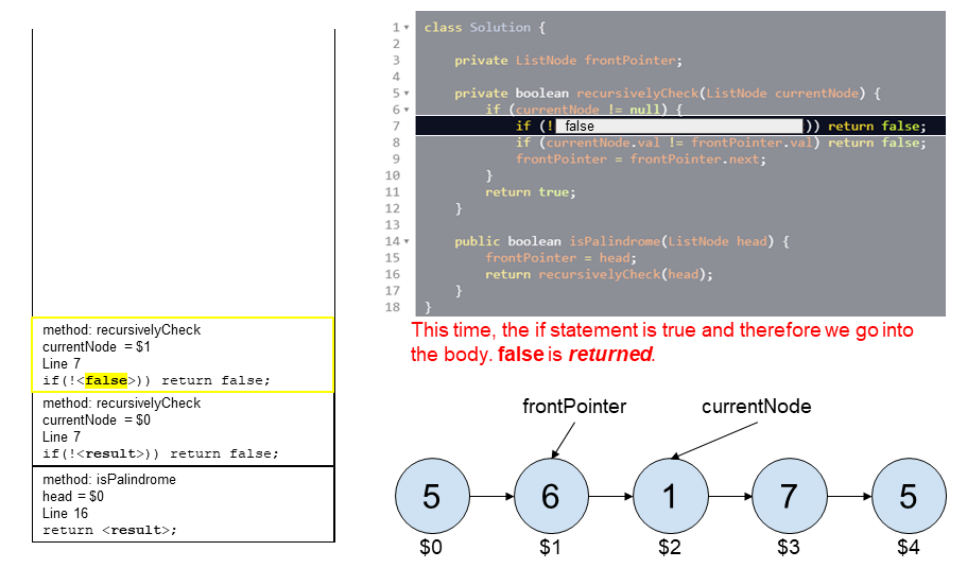 method: recursivelyCheck
currentNode = $1
Line 7
if(!<false>)) return false;
method: recursivelyCheck
currentNode = $0
Line 7
if(!<result>)) return false;
method: isPalindrome
head = $0
Line 16
return <result>;
1 class Solution {
2
3 private ListNode frontPointer;
4
5 private boolean recursivelyCheck(ListNode currentNode) {
6 if (currentNode != null) {
7 if (! false )) return false;
8 if (currentNode.val != frontPointer.val) return false;
9 frontPointer = frontPointer.next;
10 }
11 return true;
12 }
13
14 public boolean isPalindrome(ListNode head) {
15 frontPointer = head;
16 return recursivelyCheck(head);
17 }
18 }
This time, the if statement is true and therefore we go into
the body. false is returned.
frontPointer currentNode
5 6 1 7 5
$0 $1 $2 $3 $4